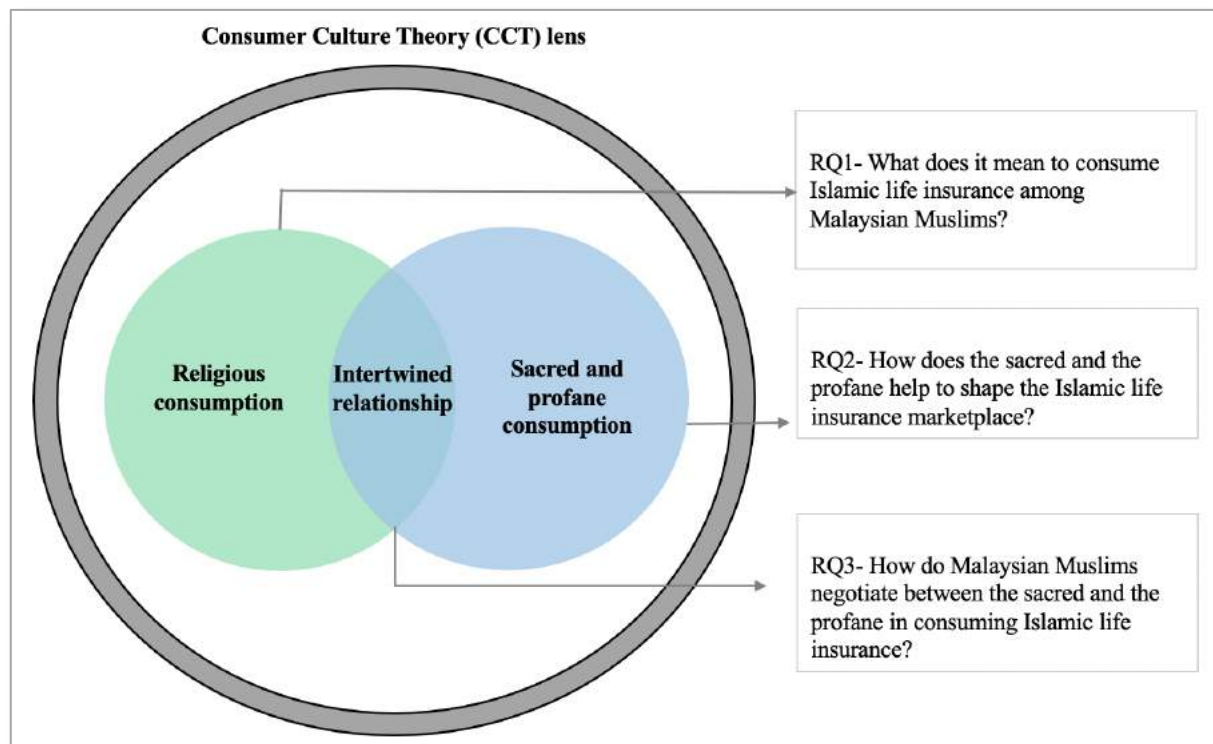 Consumer Culture Theory (CCT) lens
Religious
consumption
Intertwined
relationship
Sacred and
profane
consumption
RQ1- What does it mean to consume
Islamic life insurance among
Malaysian Muslims?
RQ2- How does the sacred and the
profane help to shape the Islamic life
insurance marketplace?
RQ3- How do Malaysian Muslims
negotiate between the sacred and the
profane in consuming Islamic life
insurance?